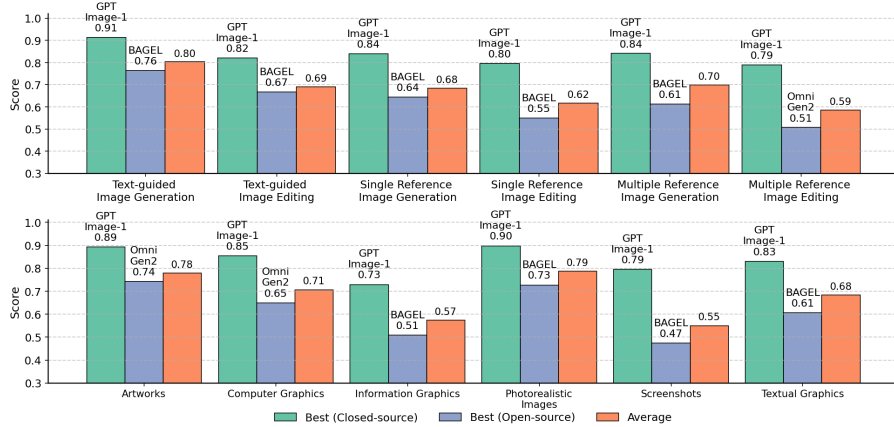 GPT
Image-1
0.91
BAGEL
0.76
0.80
GPT
Image-1
0.82
BAGEL
0.67
0.69
GPT
Image-1
0.84
BAGEL
0.64
0.68
GPT
Image-1
0.80
BAGEL
0.55
0.62
GPT
Image-1
0.84
BAGEL
0.61
0.70
GPT
Image-1
0.79
Omni
Gen2
0.51
0.59
Score
1.0
0.9
0.8
0.7
0.6
0.5
0.4
0.3
Text-guided
Image Generation
Text-guided
Image Editing
Single Reference
Image Generation
Single Reference
Image Editing
Multiple Reference
Image Generation
Multiple Reference
Image Editing
GPT
Image-1
0.89
Omni
Gen2
0.74
0.78
GPT
Image-1
0.85
Omni
Gen2
0.65
0.71
GPT
Image-1
0.73
BAGEL
0.51
0.57
GPT
Image-1
0.90
BAGEL
0.73
0.79
GPT
Image-1
0.79
BAGEL
0.47
0.55
GPT
Image-1
0.83
BAGEL
0.61
0.68
Score
1.0
0.9
0.8
0.7
0.6
0.5
0.4
0.3
Artworks
Computer Graphics
Information Graphics
Photorealistic
Images
Screenshots
Textual Graphics
Best (Closed-source)
Best (Open-source)
Average